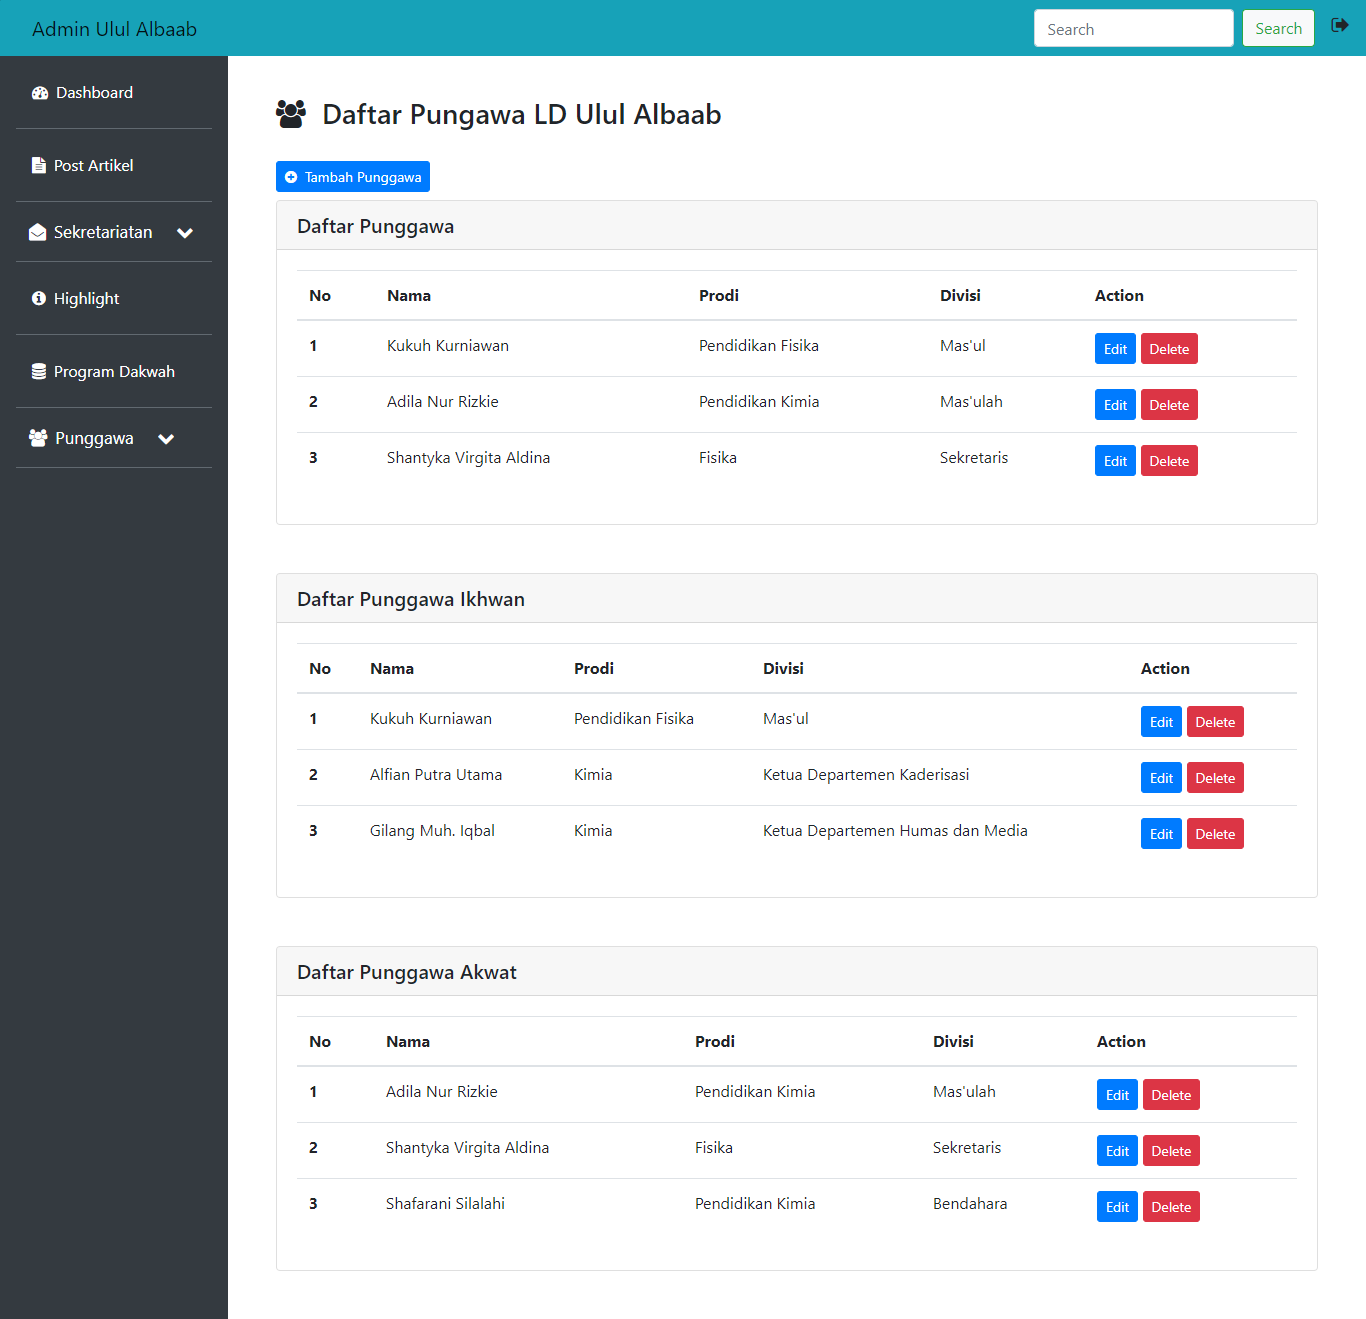 Admin Ulul Albaab
Search
Search
Dashboard
Post Artikel
Sekretariatan
Highlight
Program Dakwah
Punggawa
Daftar Pungawa LD Ulul Albaab
Tambah Punggawa
Daftar Punggawa
No Nama Prodi Divisi Action
1 Kukuh Kurniawan Pendidikan Fisika Mas'ul Edit Delete
2 Adila Nur Rizkie Pendidikan Kimia Mas'ulah Edit Delete
3 Shantyka Virgita Aldina Fisika Sekretaris Edit Delete
Daftar Punggawa Ikhwan
No Nama Prodi Divisi Action
1 Kukuh Kurniawan Pendidikan Fisika Mas'ul Edit Delete
2 Alfian Putra Utama Kimia Ketua Departemen Kaderisasi Edit Delete
3 Gilang Muh. Iqbal Kimia Ketua Departemen Humas dan Media Edit Delete
Daftar Punggawa Akwat
No Nama Prodi Divisi Action
1 Adila Nur Rizkie Pendidikan Kimia Mas'ulah Edit Delete
2 Shantyka Virgita Aldina Fisika Sekretaris Edit Delete
3 Shafarani Silalahi Pendidikan Kimia Bendahara Edit Delete